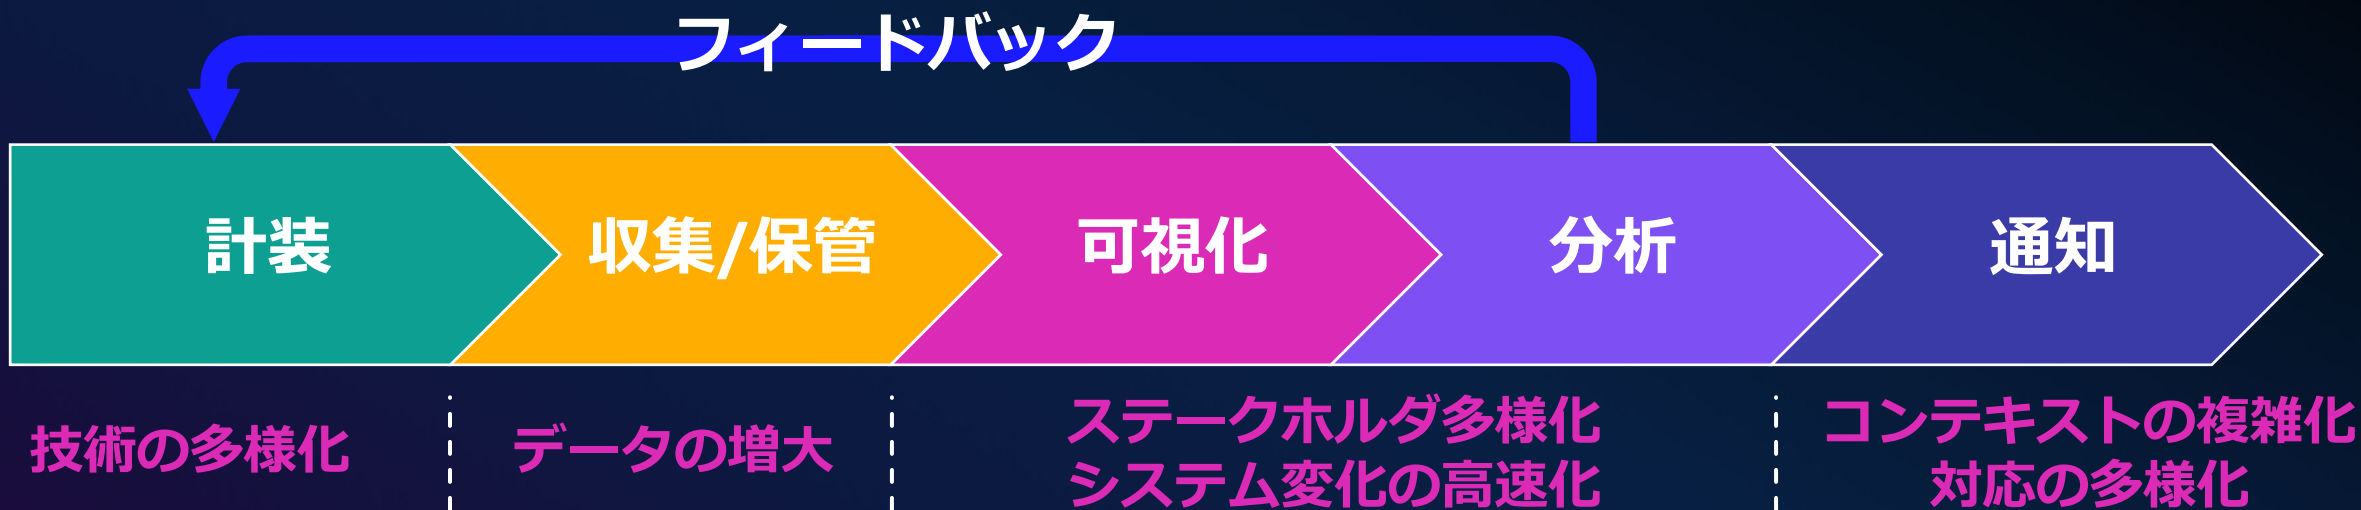 フィードバック
計装
収集/保管
可視化
分析
通知
技術の多様化
データの増大
ステークホルダ多様化
システム変化の高速化
コンテキストの複雑化
対応の多様化